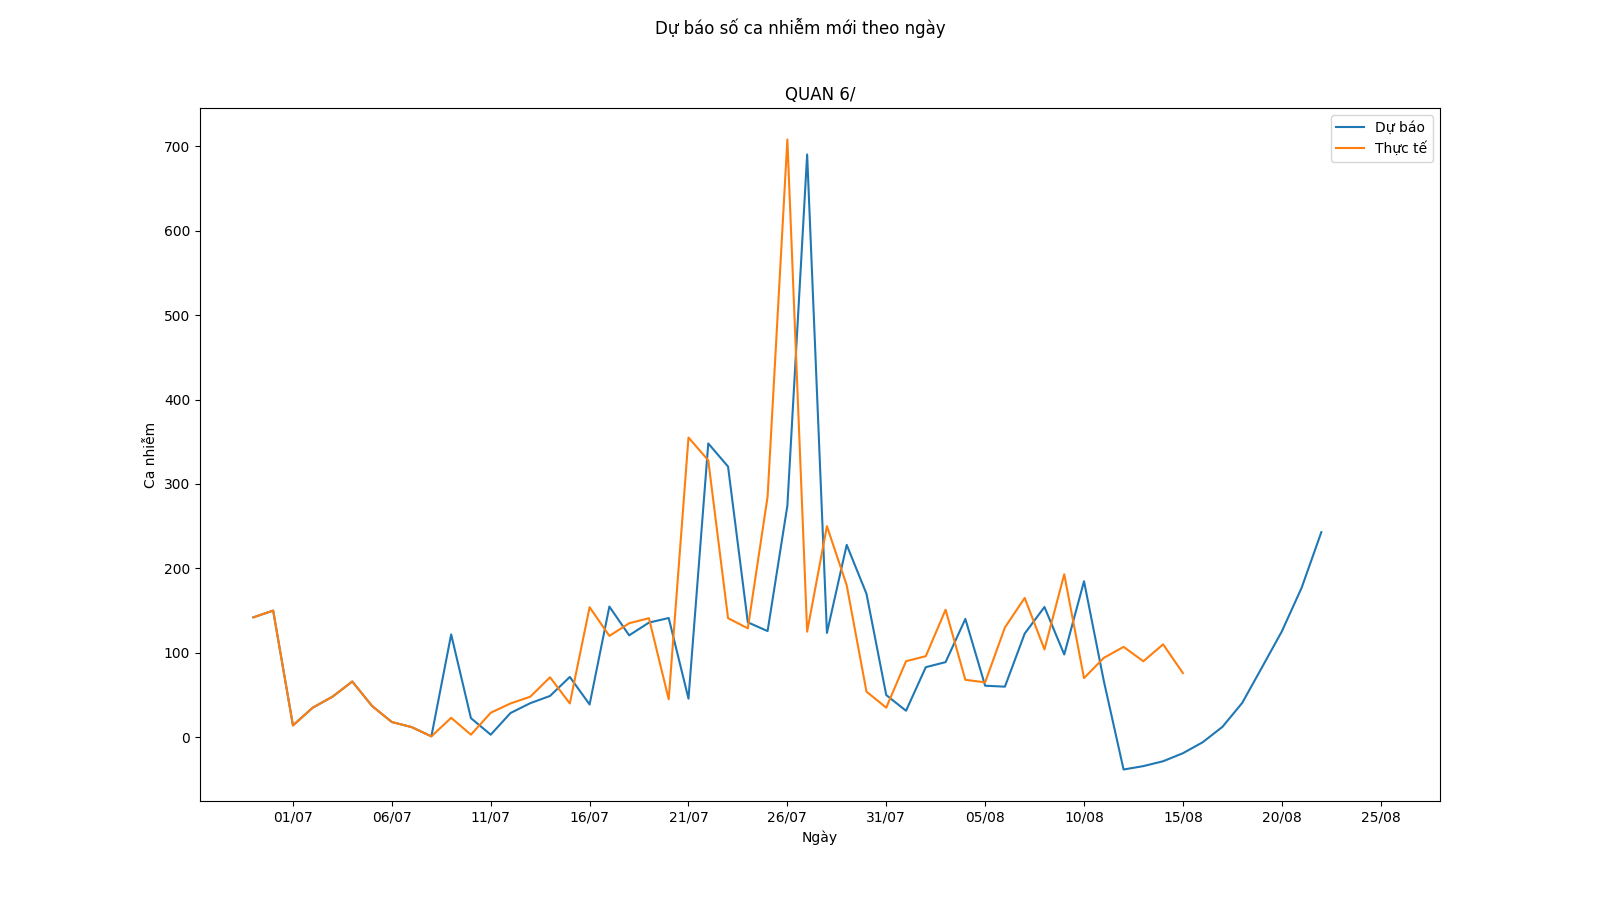 Dự báo số ca nhiễm mới theo ngày
QUAN 6/
Dự báo
Thực tế
Ca nhiễm
700
600
500
400
300
200
100
0
01/07 06/07 11/07 16/07 21/07 26/07 31/07 05/08 10/08 15/08 20/08 25/08
Ngày